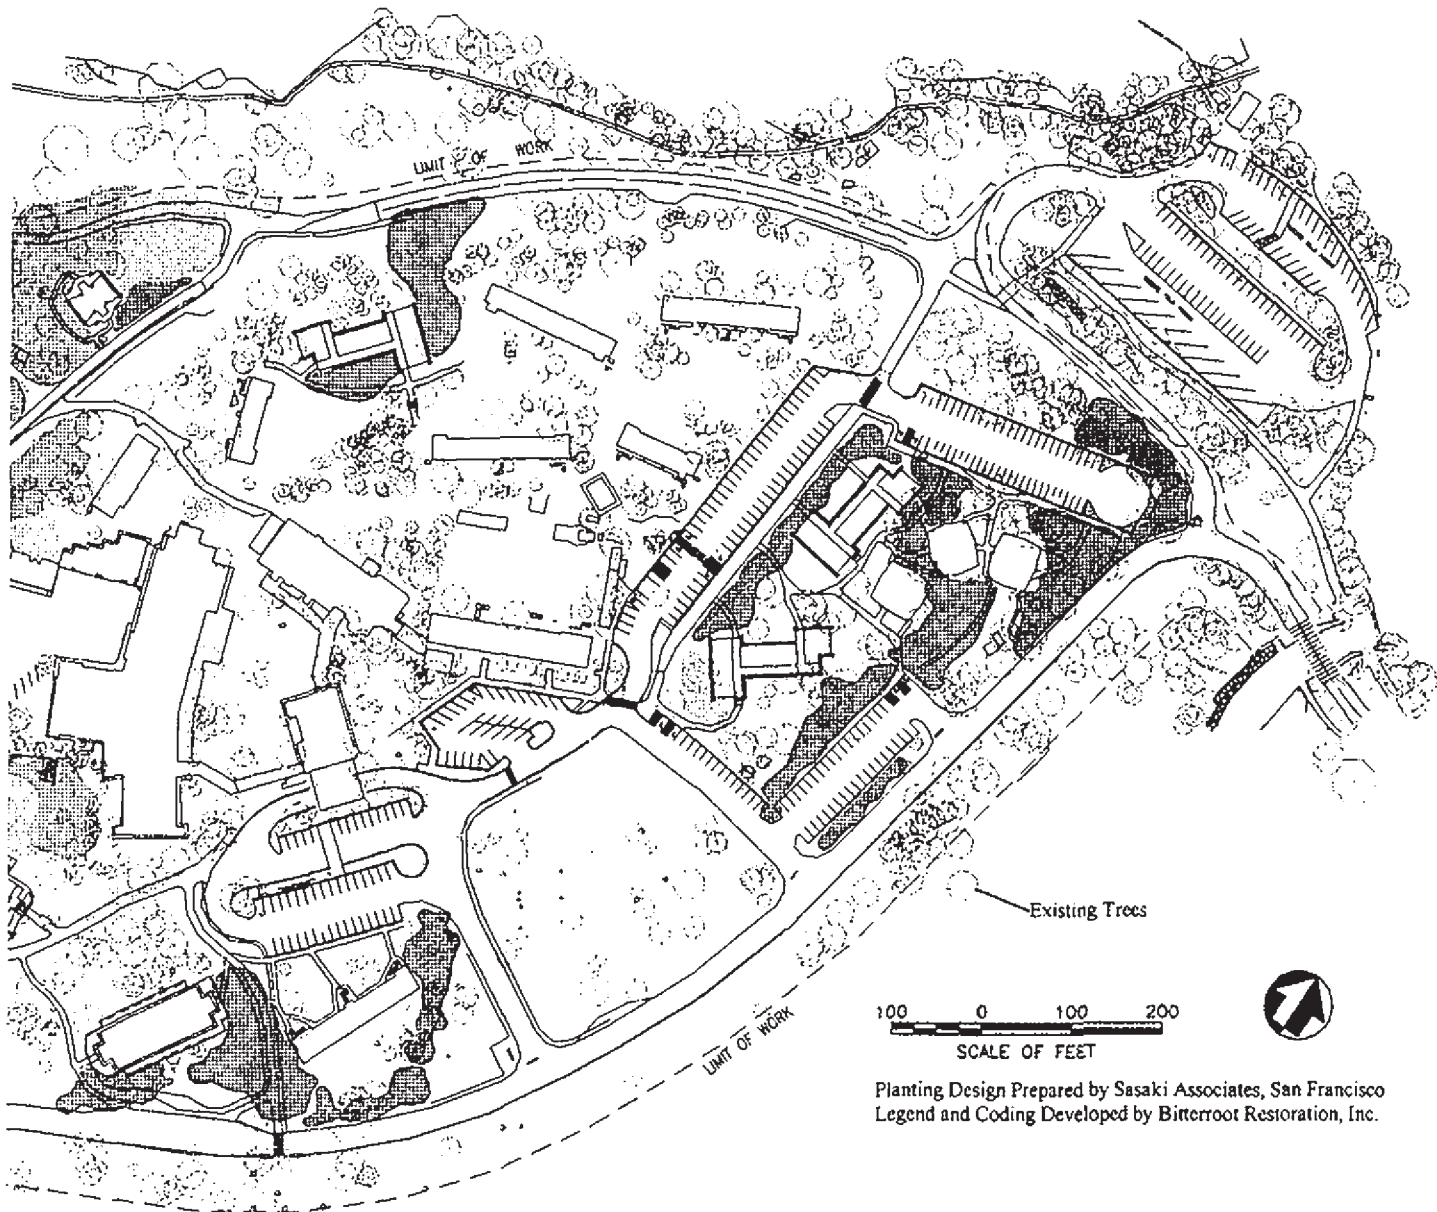 LIMIT OF WORK
Existing Trees
100 0 100 200
SCALE OF FEET
LIMIT OF WORK
Planting Design Prepared by Sasaki Associates, San Francisco
Legend and Coding Developed by Bitterroot Restoration, Inc.